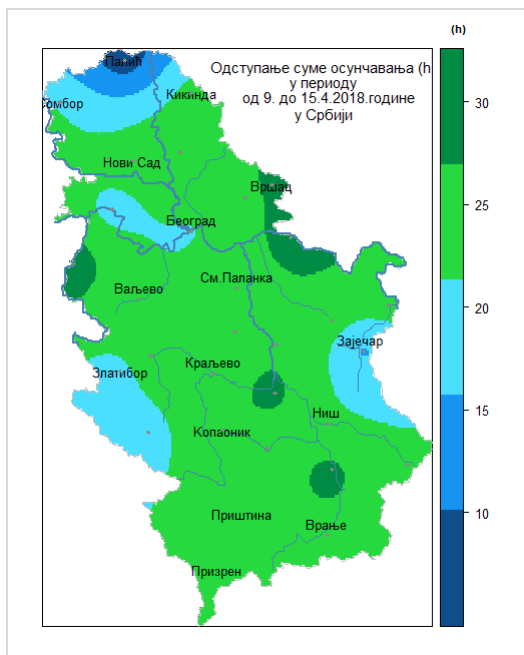 (h)
Одступање суме осунчавања (h
у периоду
од 9. до 15.4.2018.године
у Србији
Палић
Кикинда
Сомбор
Нови Сад
Вршац
Београд
См.Паланка
Ваљево
Зајечар
Краљево
Златибор
Ниш
Копаоник
Приштина
Врање
Призрен
30
25
20
15
10